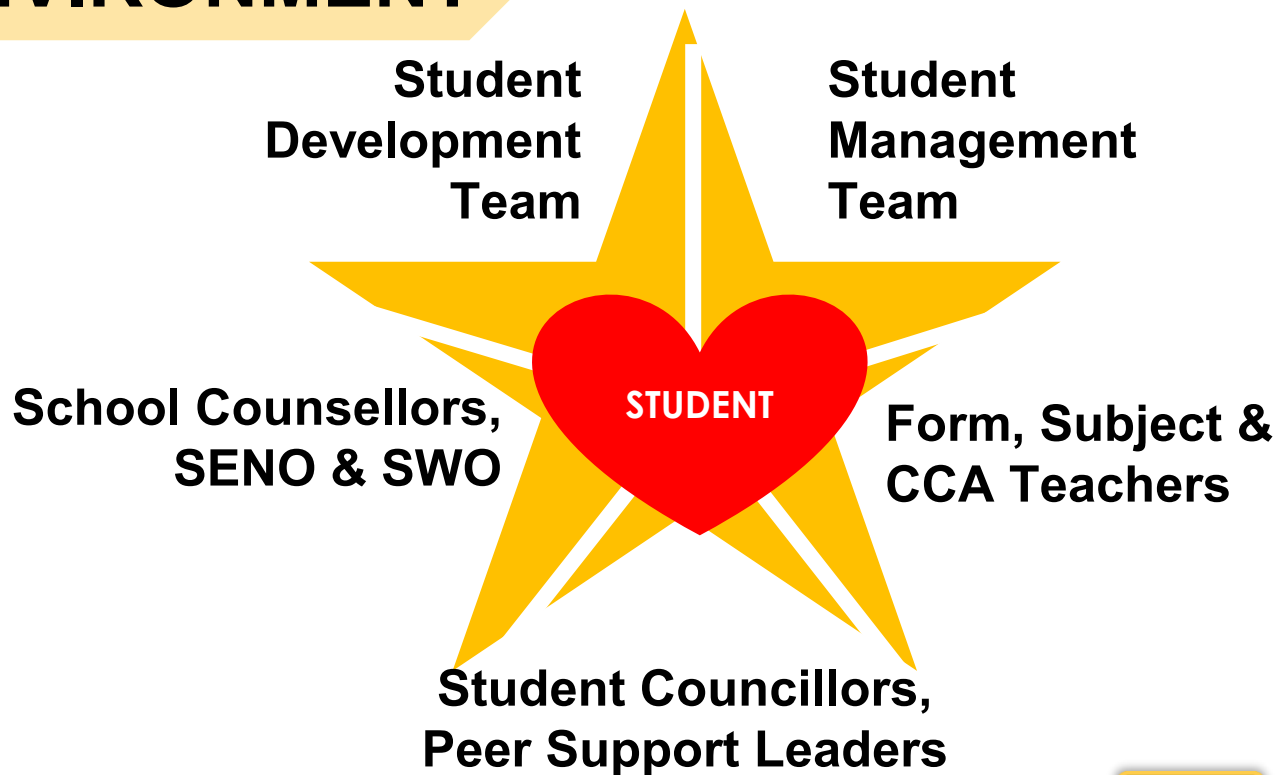 Student
Development
Team
Student
Management
Team
School Counsellors,
SENO & SWO
STUDENT
Form, Subject &
CCA Teachers
Student Councillors,
Peer Support Leaders